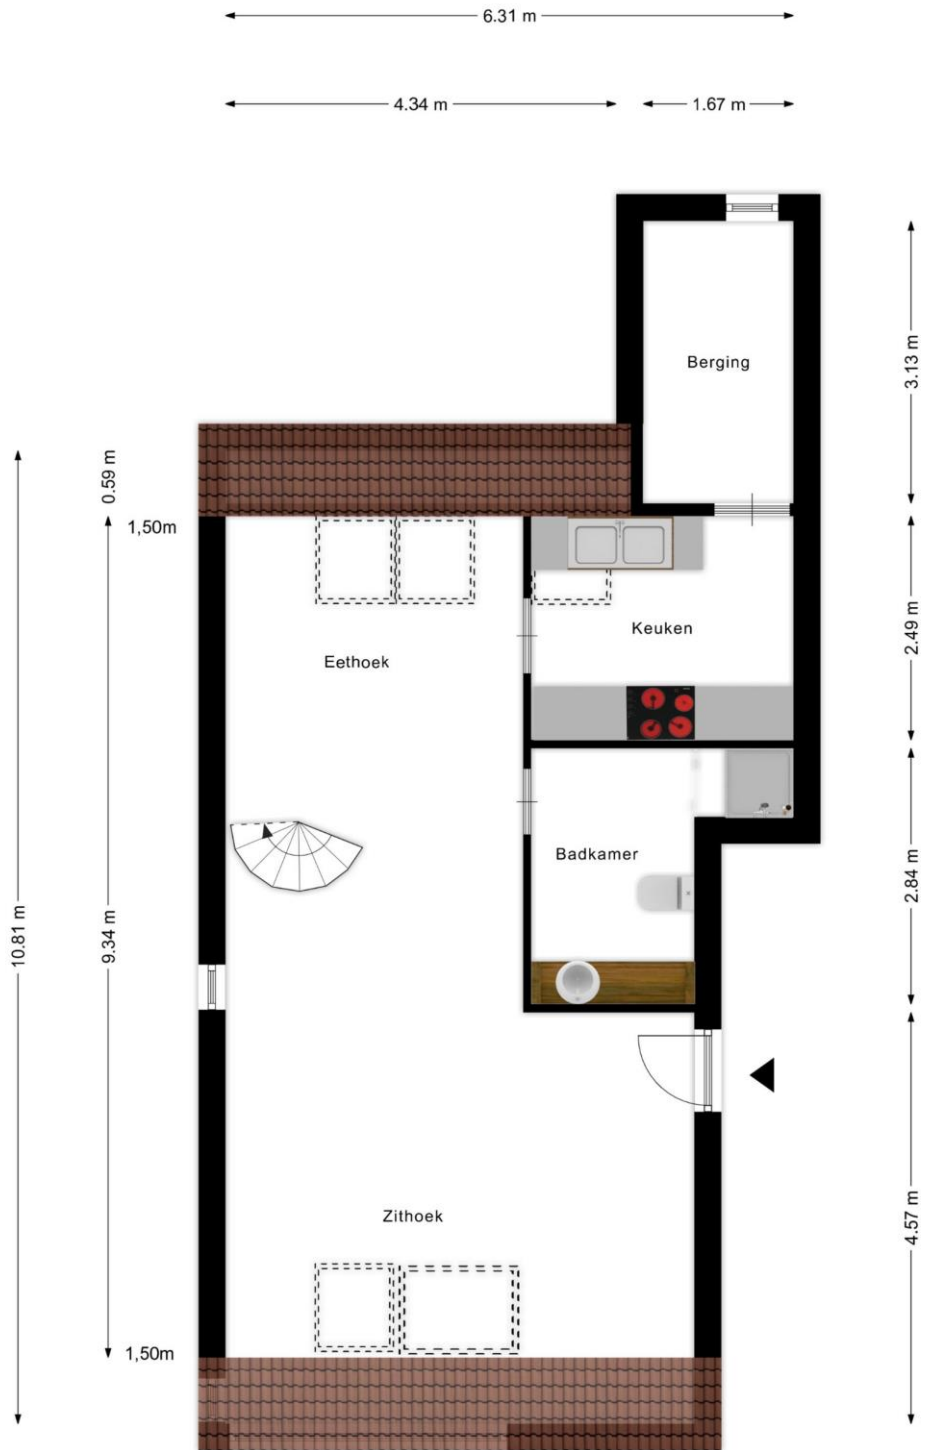 6.31 m
4.34 m
1.67 m
Berging
3.13 m
0.59 m
1,50m
Keuken
2.49 m
Eethoek
Badkamer
2.84 m
10.81 m
9.34 m
Zithoek
4.57 m
1,50m